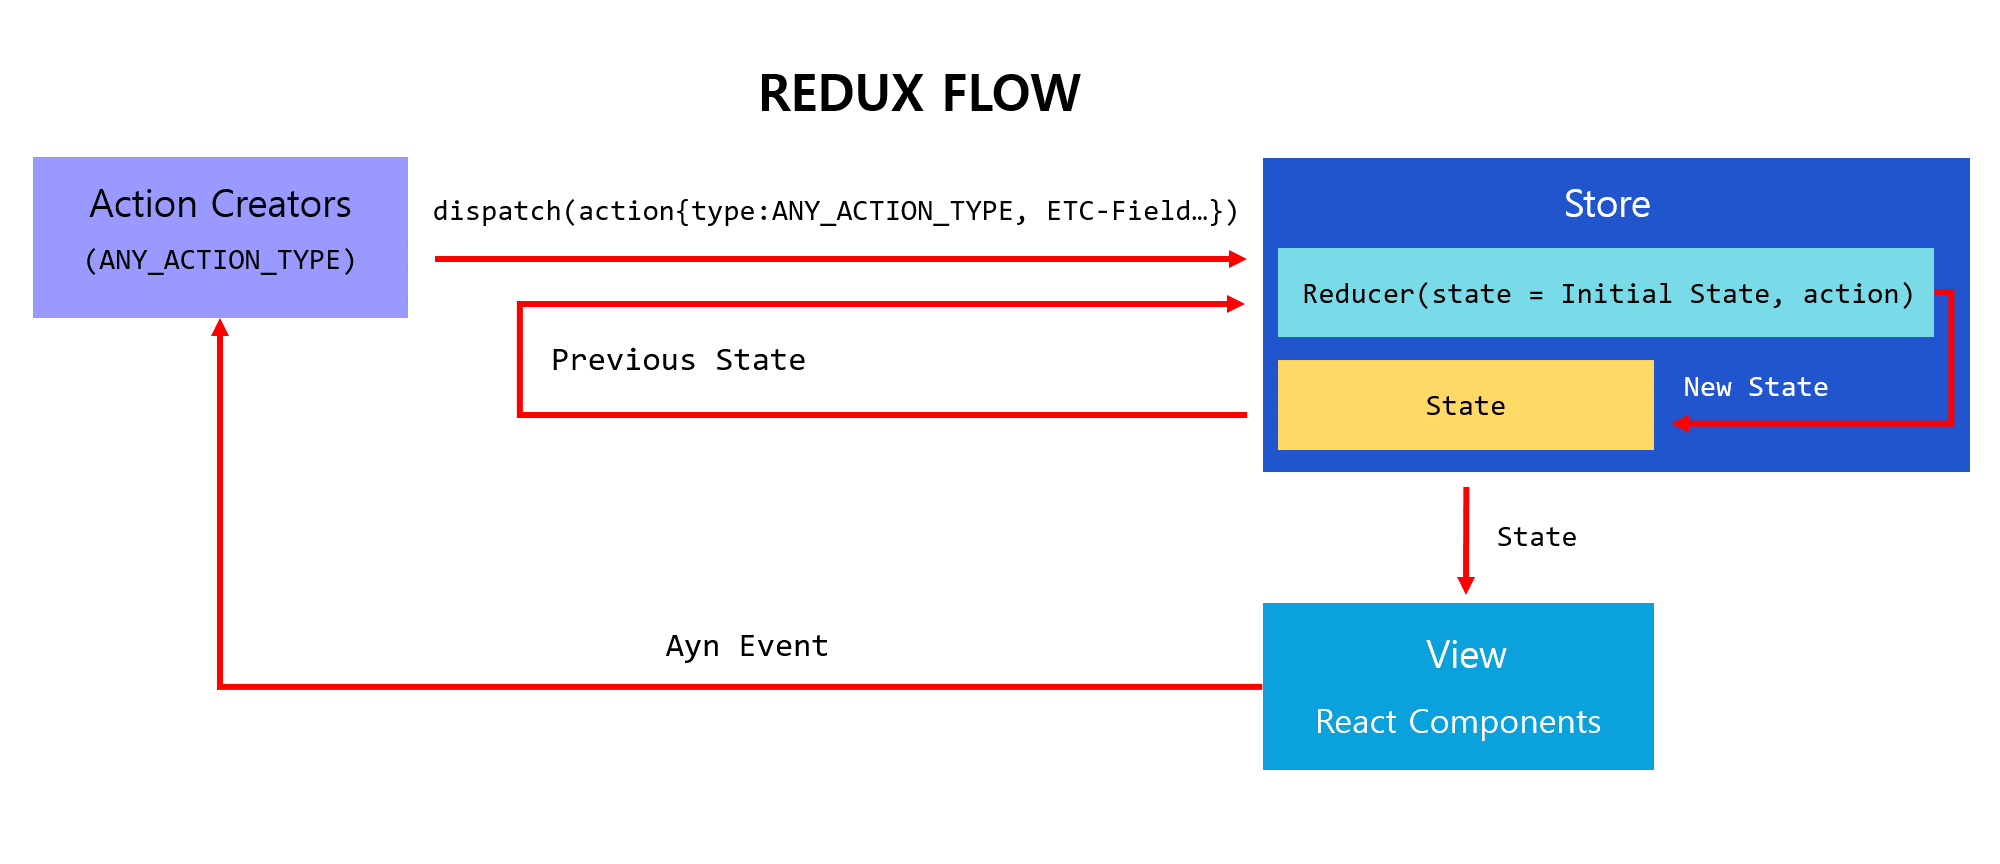 REDUX FLOW
Action Creators
(ANY_ACTION_TYPE)
dispatch(action{type:ANY_ACTION_TYPE, ETC-Field…})
Store
Reducer(state = Initial State, action)
Previous State
New State
State
State
Ayn Event
View
React Components